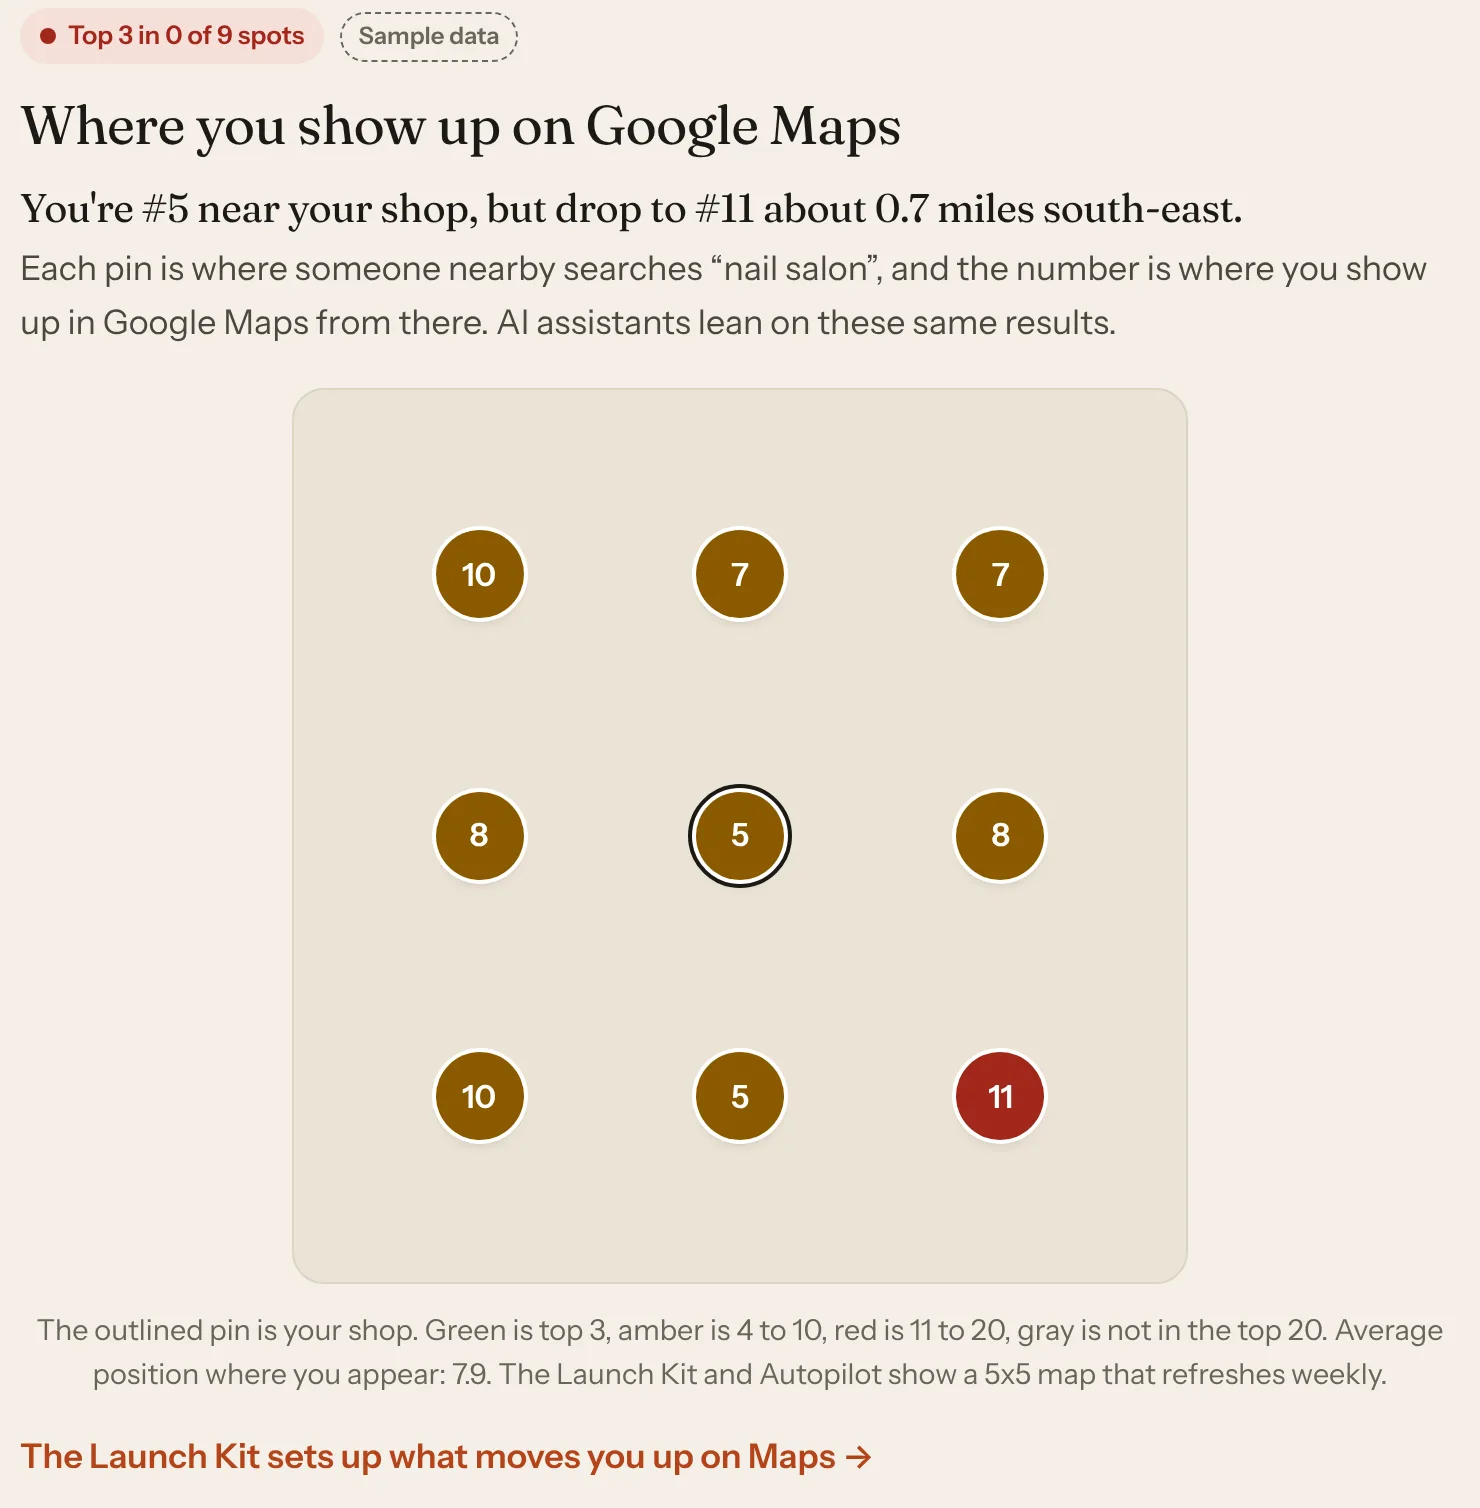 Top 3 in 0 of 9 spots
Sample data
Where you show up on Google Maps
You're #5 near your shop, but drop to #11 about 0.7 miles south-east.
Each pin is where someone nearby searches “nail salon”, and the number is where you show
up in Google Maps from there. AI assistants lean on these same results.
10 7 7
8 5 8
10 5 11
The outlined pin is your shop. Green is top 3, amber is 4 to 10, red is 11 to 20, gray is not in the top 20. Average
position where you appear: 7.9. The Launch Kit and Autopilot show a 5x5 map that refreshes weekly.
The Launch Kit sets up what moves you up on Maps →